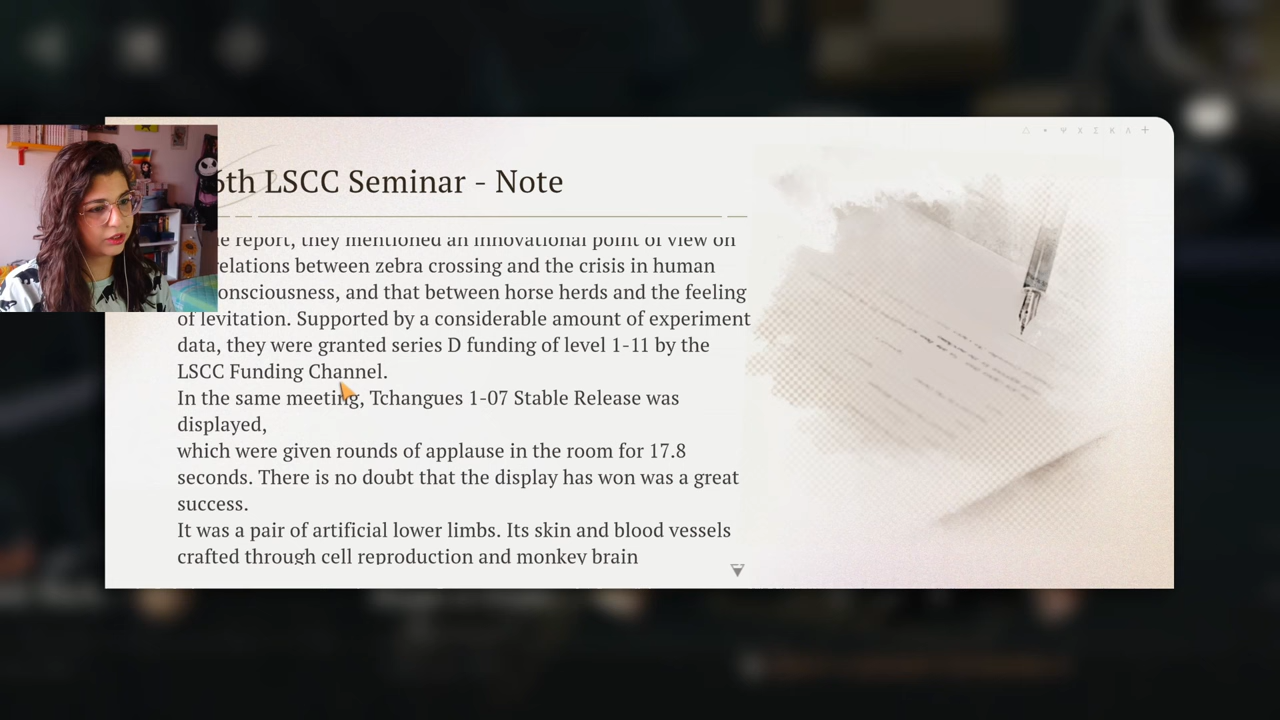 6th LSCC Seminar - Note
report, they mentioned an innovational point of view on
relations between zebra crossing and the crisis in human
onsciousness, and that between horse herds and the feeling
of levitation. Supported by a considerable amount of experiment
data, they were granted series D funding of level 1-11 by the
LSCC Funding Channel.
In the same meeting, Tchangues 1-07 Stable Release was
displayed,
which were given rounds of applause in the room for 17.8
seconds. There is no doubt that the display has won was a great
success.
It was a pair of artificial lower limbs. Its skin and blood vessels
crafted through cell reproduction and monkey brain